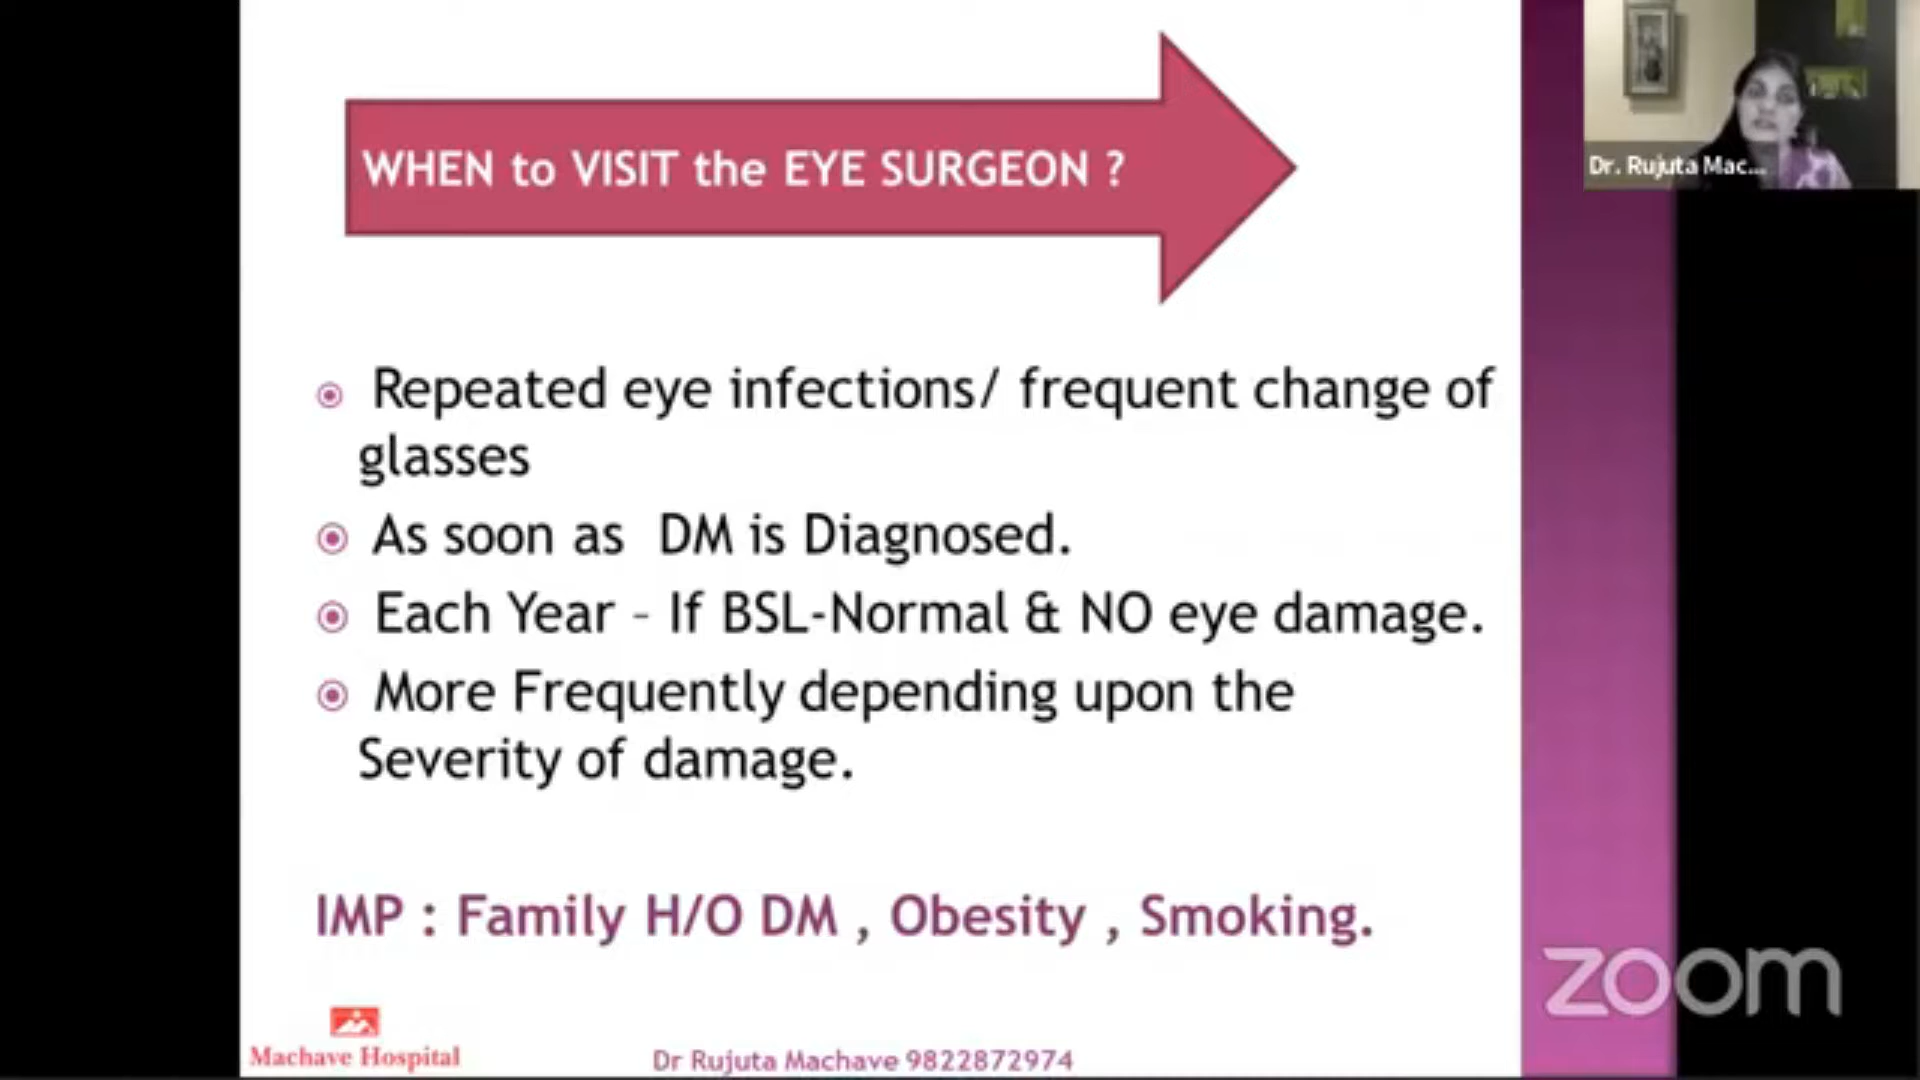 WHEN to VISIT the EYE SURGEON ?
Dr. Rujuta Mac...
Repeated eye infections/ frequent change of
glasses
As soon as DM is Diagnosed.
Each Year – If BSL-Normal & NO eye damage.
More Frequently depending upon the
Severity of damage.
IMP : Family H/O DM , Obesity , Smoking.
Machave Hospital
Dr Rujuta Machave 9822872974
zoom